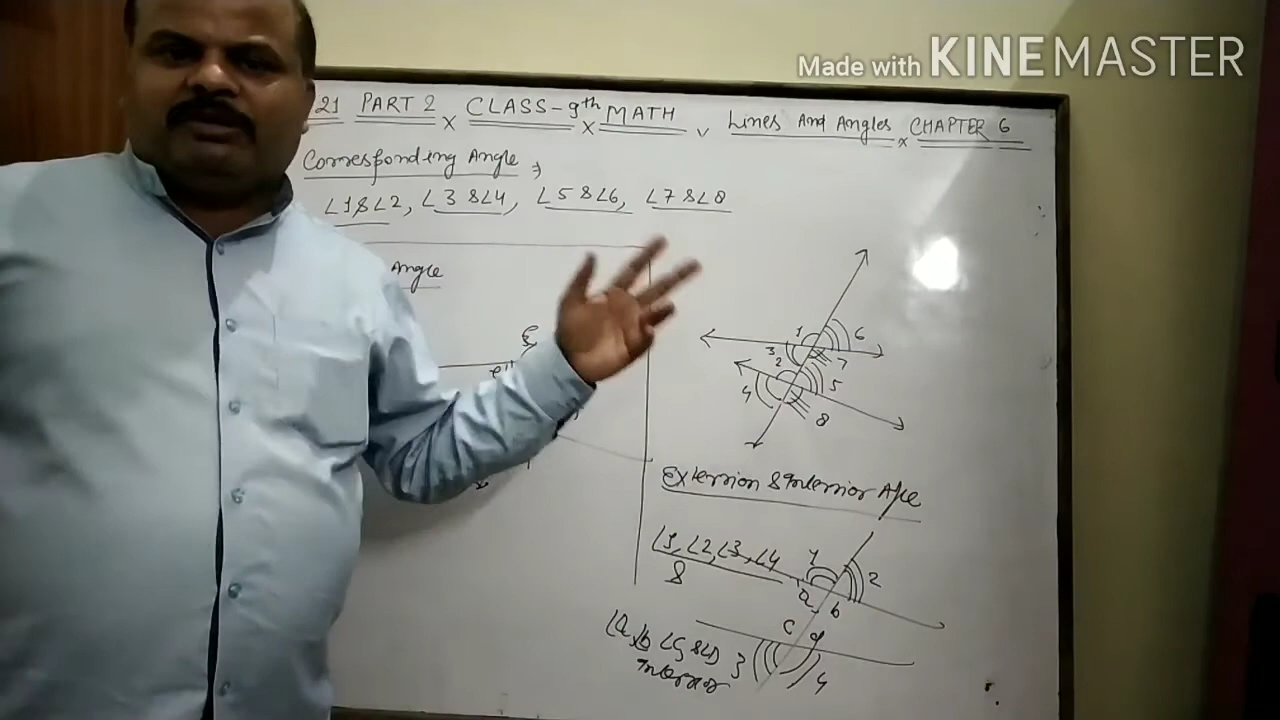 Made with KINEMASTER
21 PART 2 x CLASS-9th x MATH x Lines And Angles x CHAPTER 6
Corresponding Angle
∠1&∠2, ∠3&∠4, ∠5&∠6, ∠7&∠8
Angle
1 6
3 7
2 5
4 8
Exterior & Interior
∠1, ∠2, ∠3, ∠4
&
1 2
a b
c d
3 4
Interior